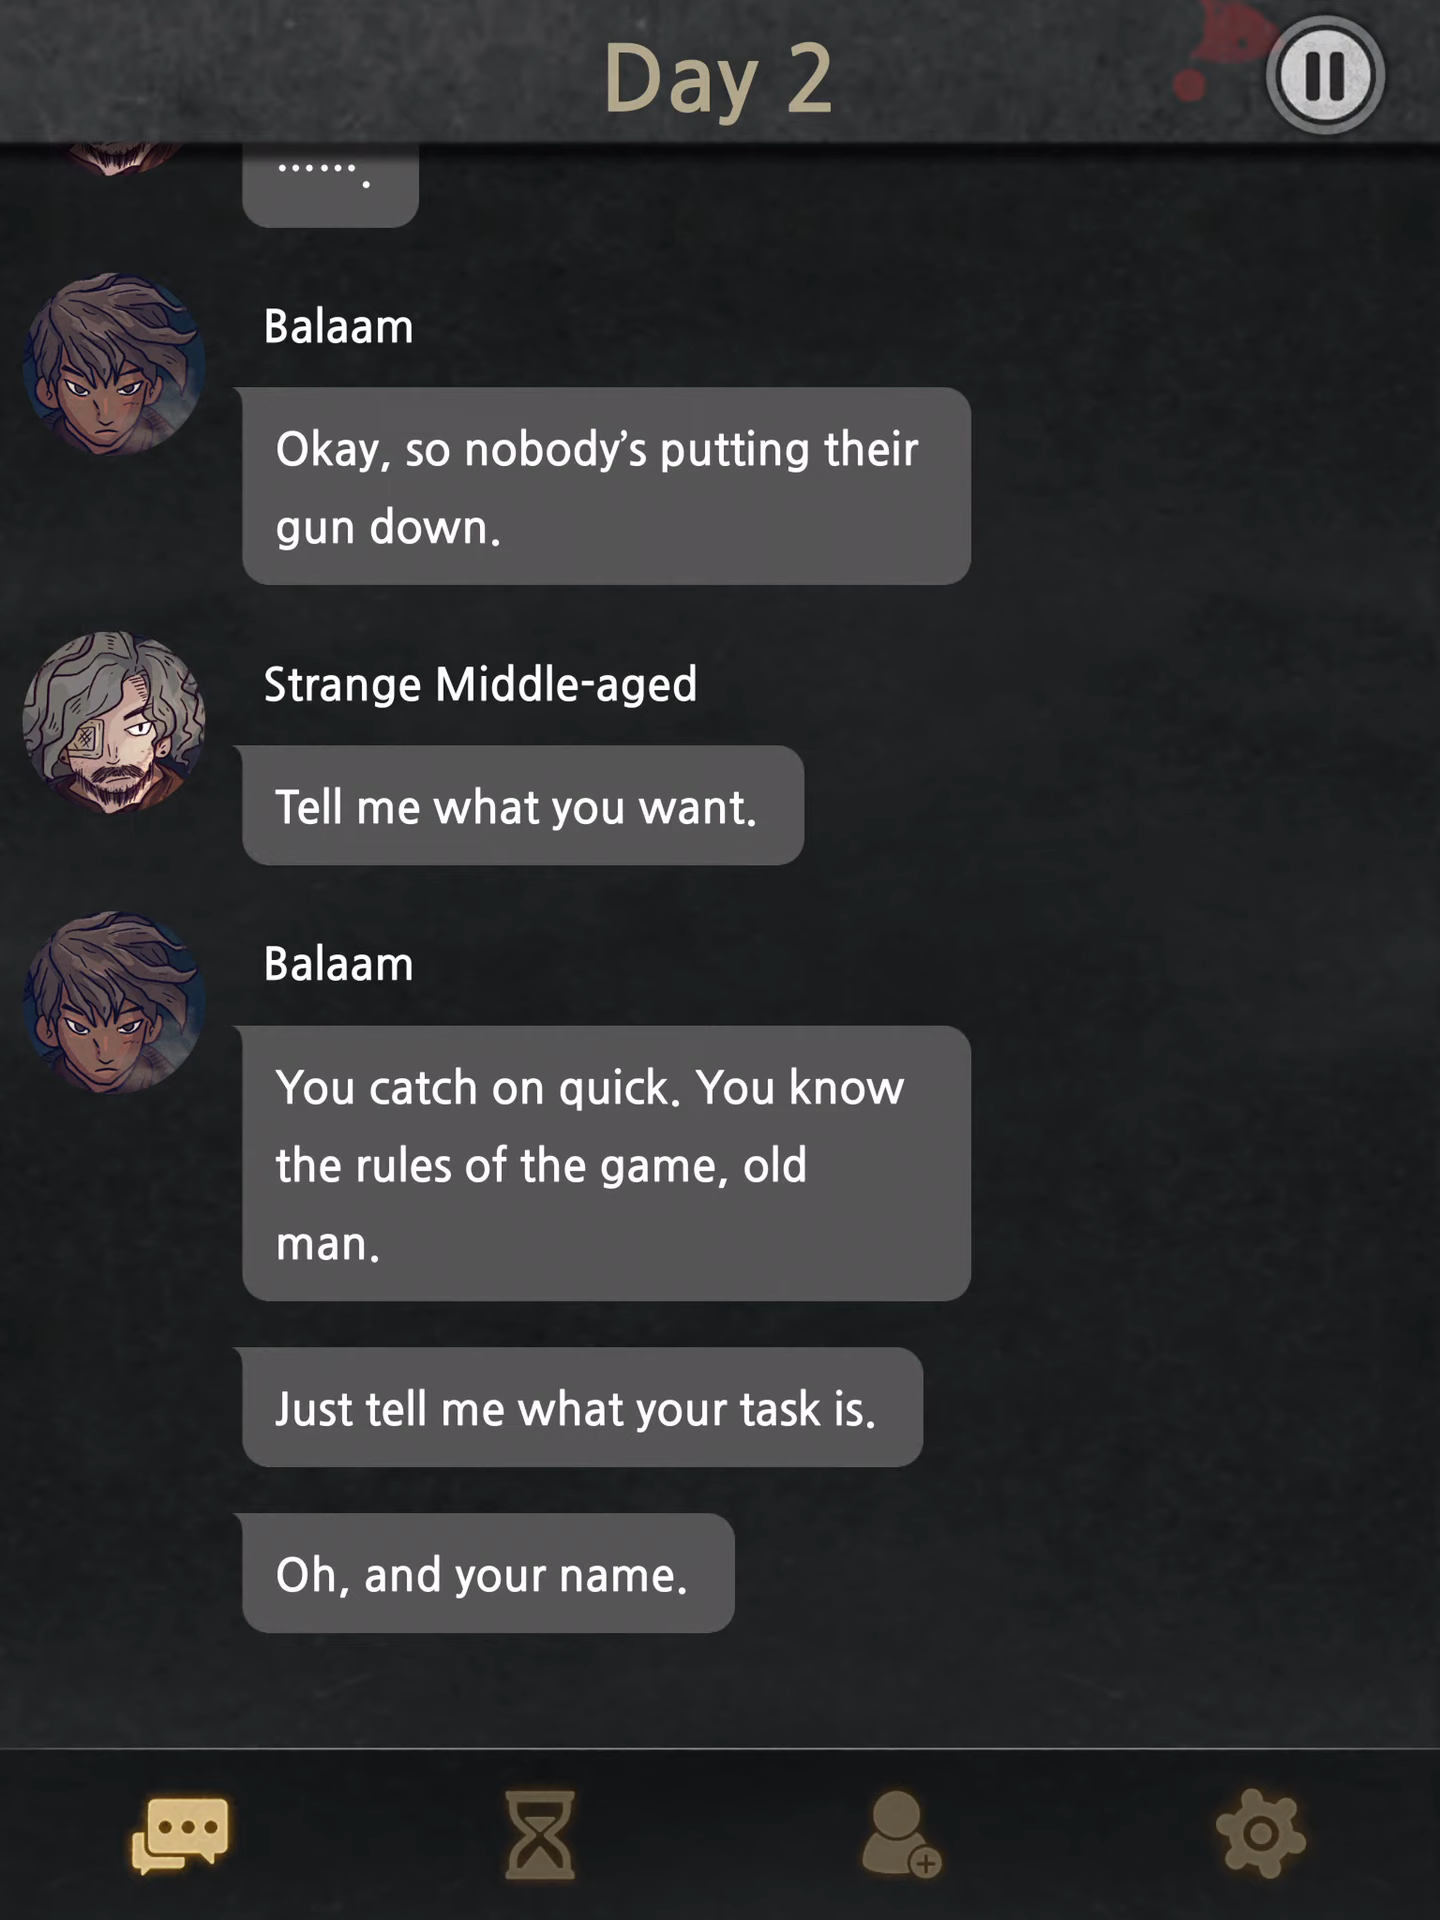 Day 2
…….
Balaam
Okay, so nobody’s putting their
gun down.
Strange Middle-aged
Tell me what you want.
Balaam
You catch on quick. You know
the rules of the game, old
man.
Just tell me what your task is.
Oh, and your name.